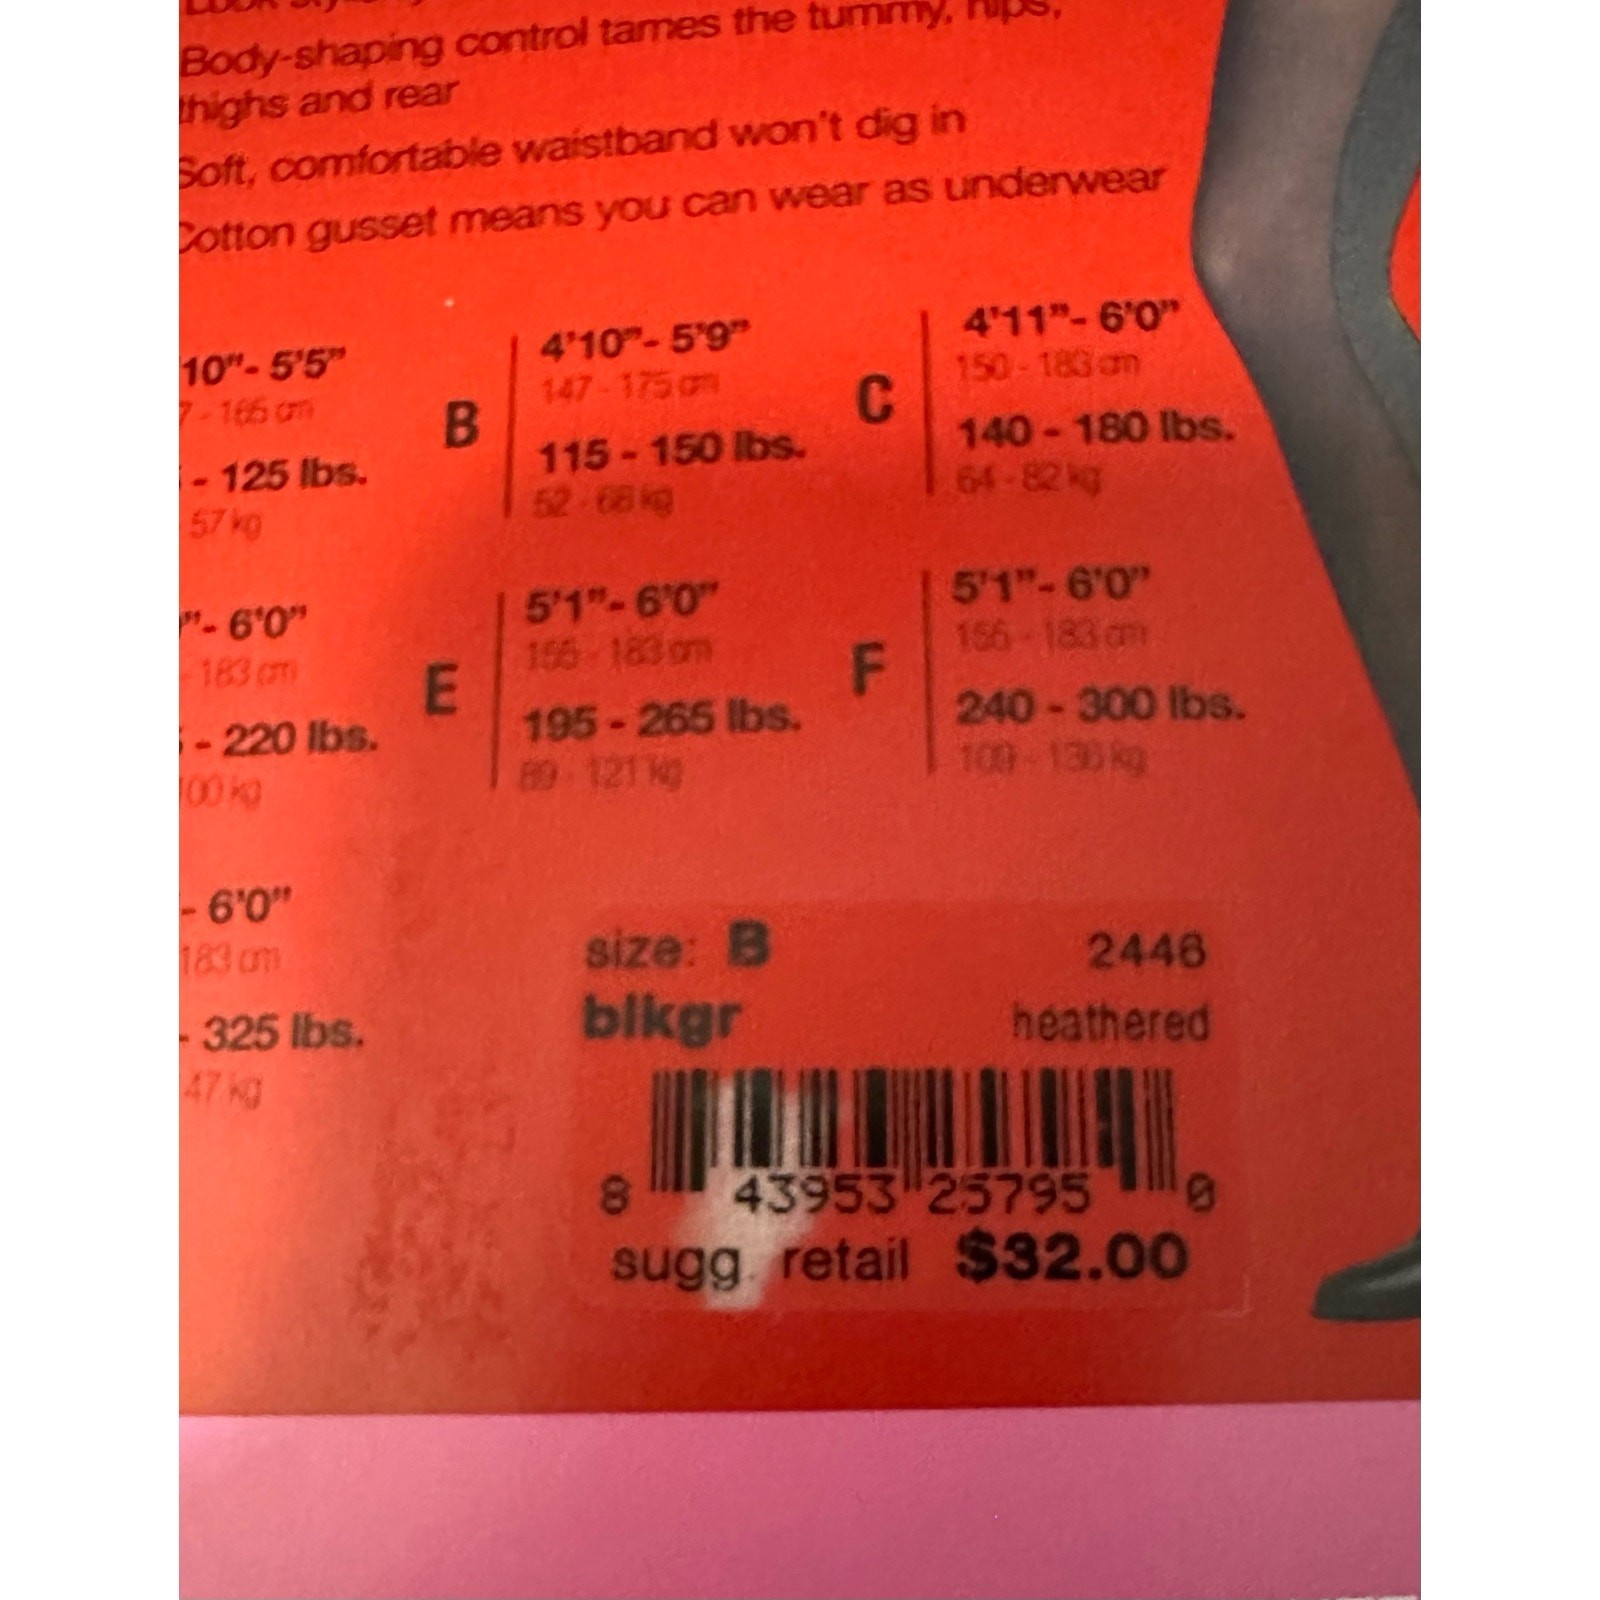 Body-shaping control tames the tummy, hips,
thighs and rear
Soft, comfortable waistband won't dig in
Cotton gusset means you can wear as underwear
10"- 5'5"
- 165 cm
- 125 lbs.
57 kg
B
4'10"- 5'9"
147 - 175 cm
115 - 150 lbs.
52 - 68 kg
C
4'11"- 6'0"
150 - 183 cm
140 - 180 lbs.
64 - 82 kg
"- 6'0"
- 183 cm
- 220 lbs.
00 kg
E
5'1"- 6'0"
155 - 183 cm
195 - 265 lbs.
89 - 121 kg
F
5'1"- 6'0"
155 - 183 cm
240 - 300 lbs.
109 - 136 kg
- 6'0"
183 cm
- 325 lbs.
47 kg
size: B 2446
blkgr heathered
8 43953 25795 0
sugg. retail $32.00